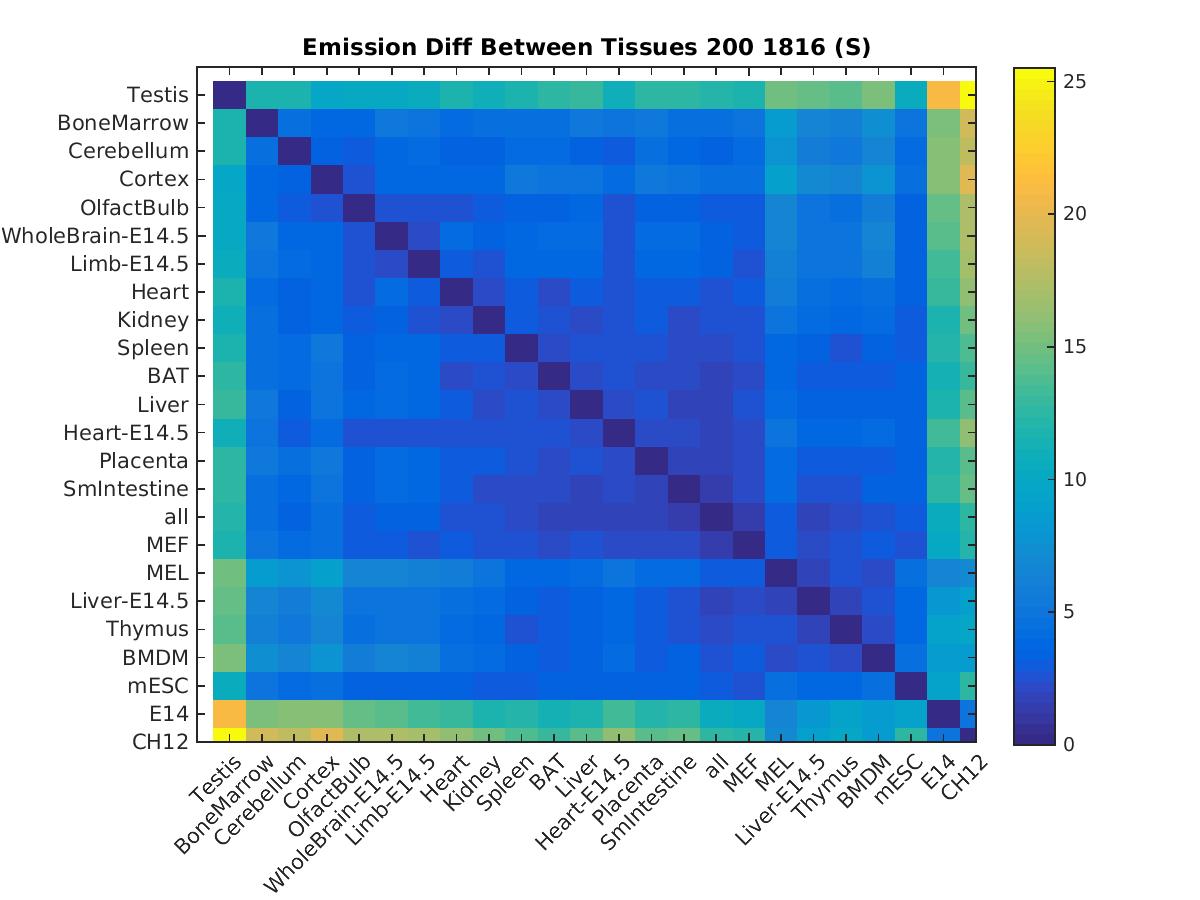 Emission Diff Between Tissues 200 1816 (S)
Testis
BoneMarrow
Cerebellum
Cortex
OlfactBulb
WholeBrain-E14.5
Limb-E14.5
Heart
Kidney
Spleen
BAT
Liver
Heart-E14.5
Placenta
SmIntestine
all
MEF
MEL
Liver-E14.5
Thymus
BMDM
mESC
E14
CH12
Testis
BoneMarrow
Cerebellum
Cortex
OlfactBulb
WholeBrain-E14.5
Limb-E14.5
Heart
Kidney
Spleen
BAT
Liver
Heart-E14.5
Placenta
SmIntestine
all
MEF
MEL
Liver-E14.5
Thymus
BMDM
mESC
E14
CH12
25
20
15
10
5
0